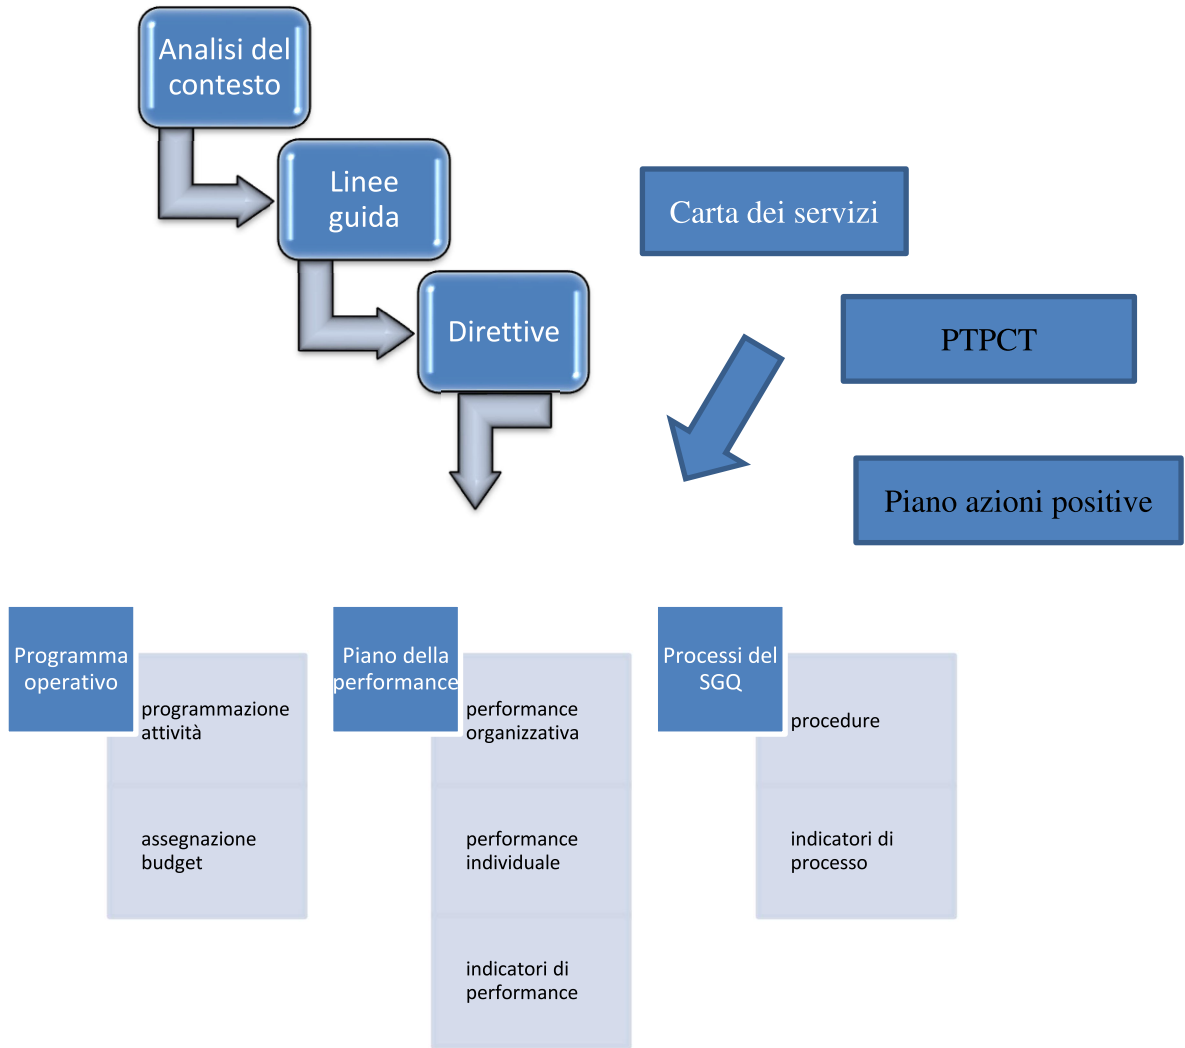 Analisi del
contesto
Linee
guida
Direttive
Carta dei servizi
PTPCT
Piano azioni positive
Programma
operativo
programmazione
attività
assegnazione
budget
Piano della
performance
performance
organizzativa
performance
individuale
indicatori di
performance
Processi del
SGQ
procedure
indicatori di
processo